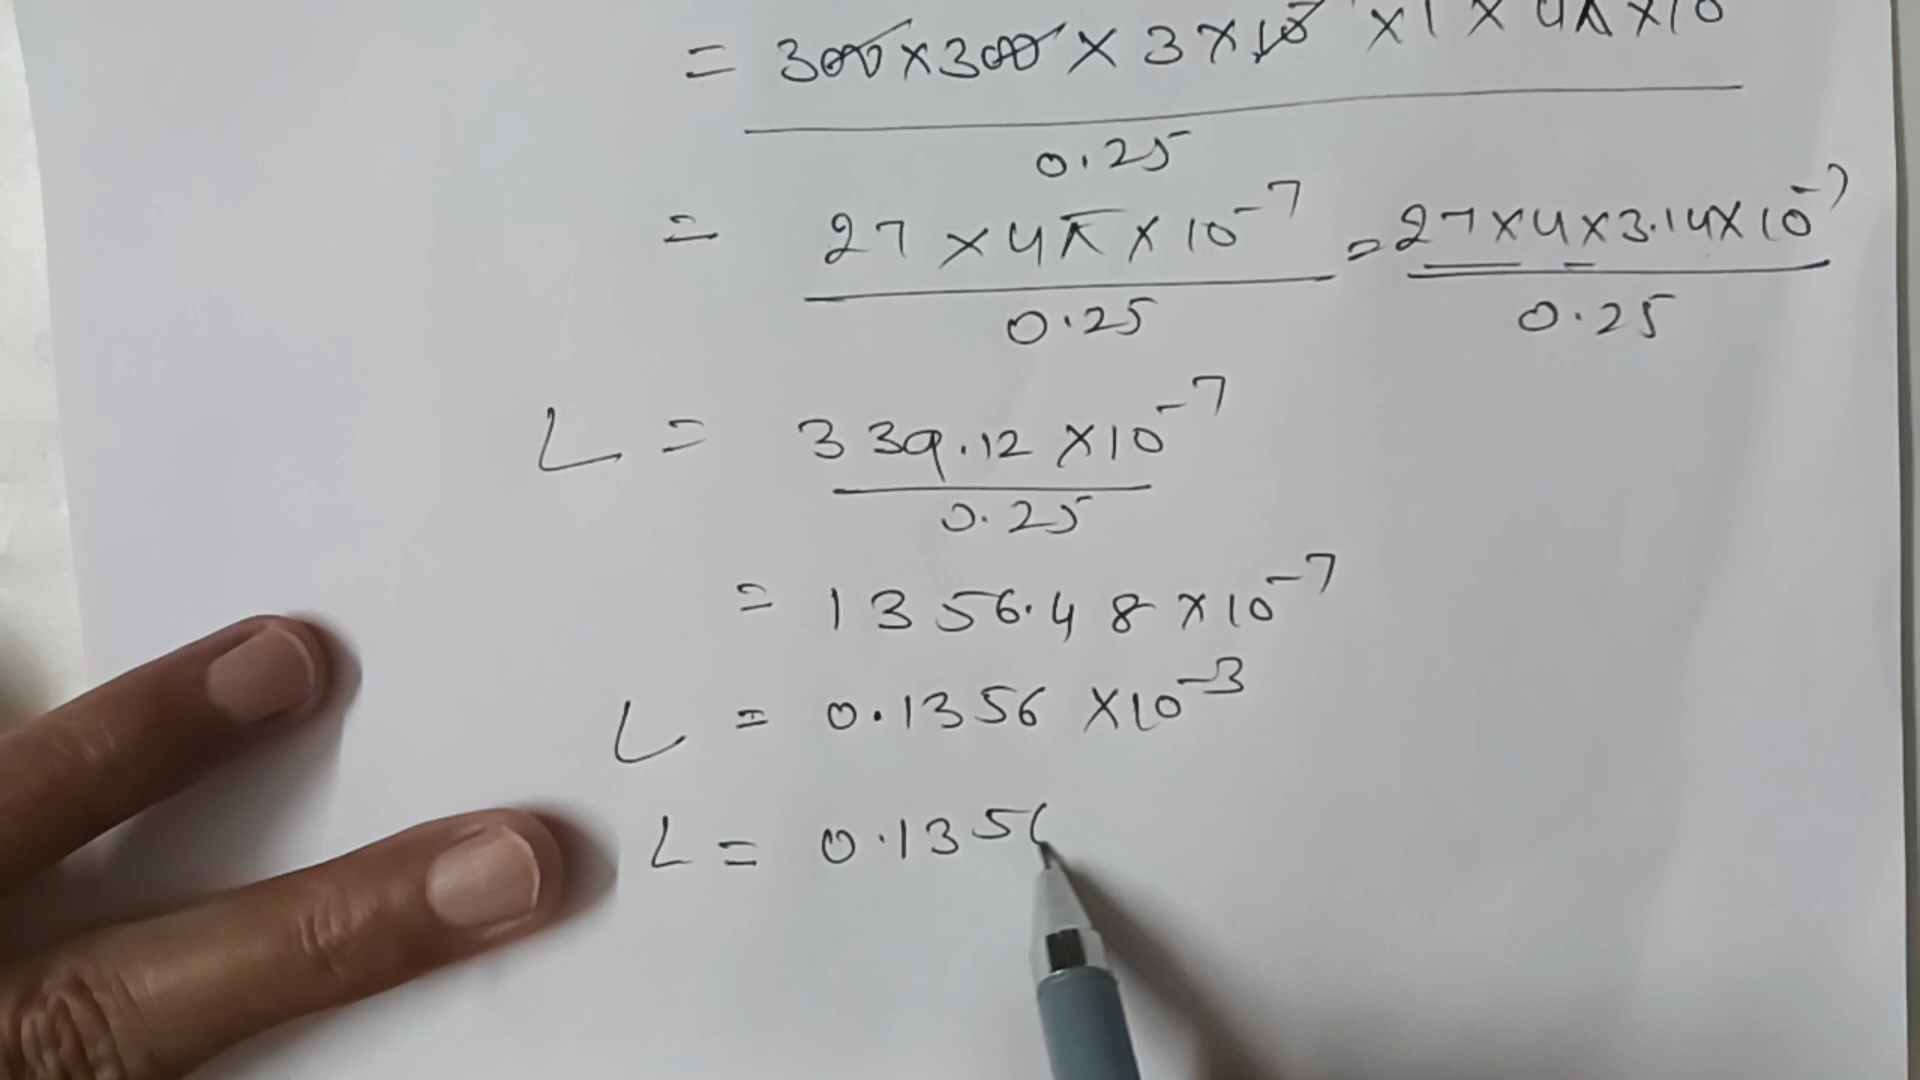 = 300 × 300 × 3 × 10 × 1 × 4π × 10
0.25
= 27 × 4π × 10⁻⁷ = 27 × 4 × 3.14 × 10⁻⁷
0.25 0.25
L = 339.12 × 10⁻⁷
0.25
= 1356.48 × 10⁻⁷
L = 0.1356 × 10⁻³
L = 0.135